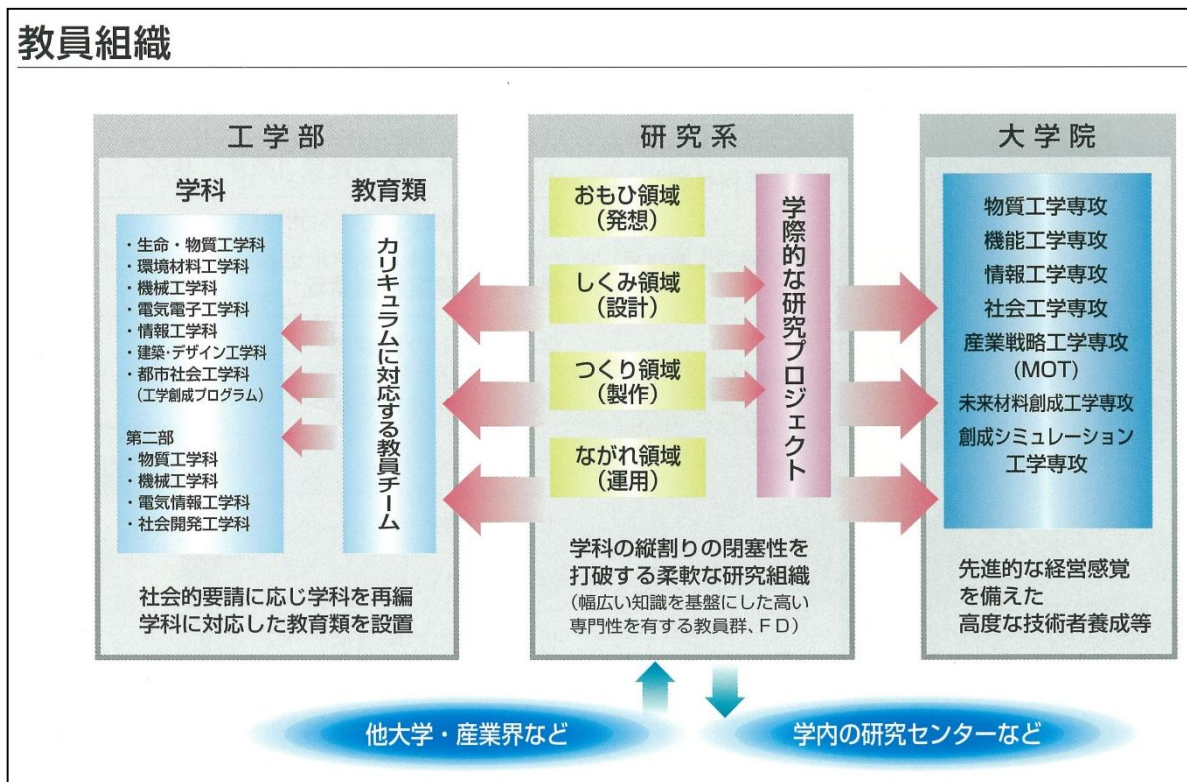 教員組織
工学部
学科
・生命・物質工学科
・環境材料工学科
・機械工学科
・電気電子工学科
・情報工学科
・建築・デザイン工学科
・都市社会工学科
(工学創成プログラム)
第二部
・物質工学科
・機械工学科
・電気情報工学科
・社会開発工学科
教育類
カリキュラムに対応する教員チーム
社会的要請に応じ学科を再編
学科に対応した教育類を設置
研究系
おもひ領域
(発想)
しくみ領域
(設計)
つくり領域
(製作)
ながれ領域
(運用)
学際的な研究プロジェクト
学科の縦割りの閉塞性を
打破する柔軟な研究組織
(幅広い知識を基盤にした高い
専門性を有する教員群、FD)
大学院
物質工学専攻
機能工学専攻
情報工学専攻
社会工学専攻
産業戦略工学専攻
(MOT)
未来材料創成工学専攻
創成シミュレーション
工学専攻
先進的な経営感覚
を備えた
高度な技術者養成等
他大学・産業界など
学内の研究センターなど